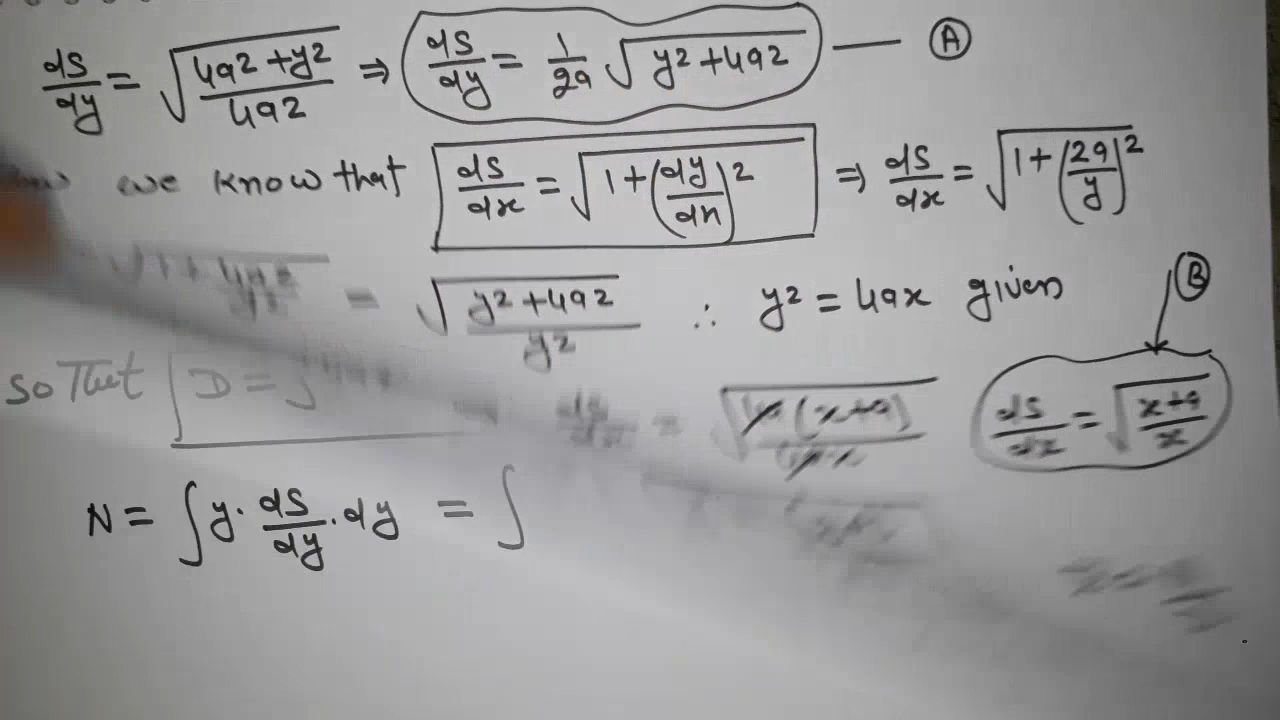 dS/dy = √((4a²+y²)/4a²) ⇒ dS/dy = 1/2a √(y²+4a²) — (A)
we know that dS/dx = √(1+(dy/dx)²) ⇒ dS/dx = √(1+(2a/y)²)
= √((y²+4a²)/y²) ∴ y² = 4ax given (B)
so that D = ∫ dS/dx = √((x+a)/x)
N = ∫ y · dS/dy · dy = ∫